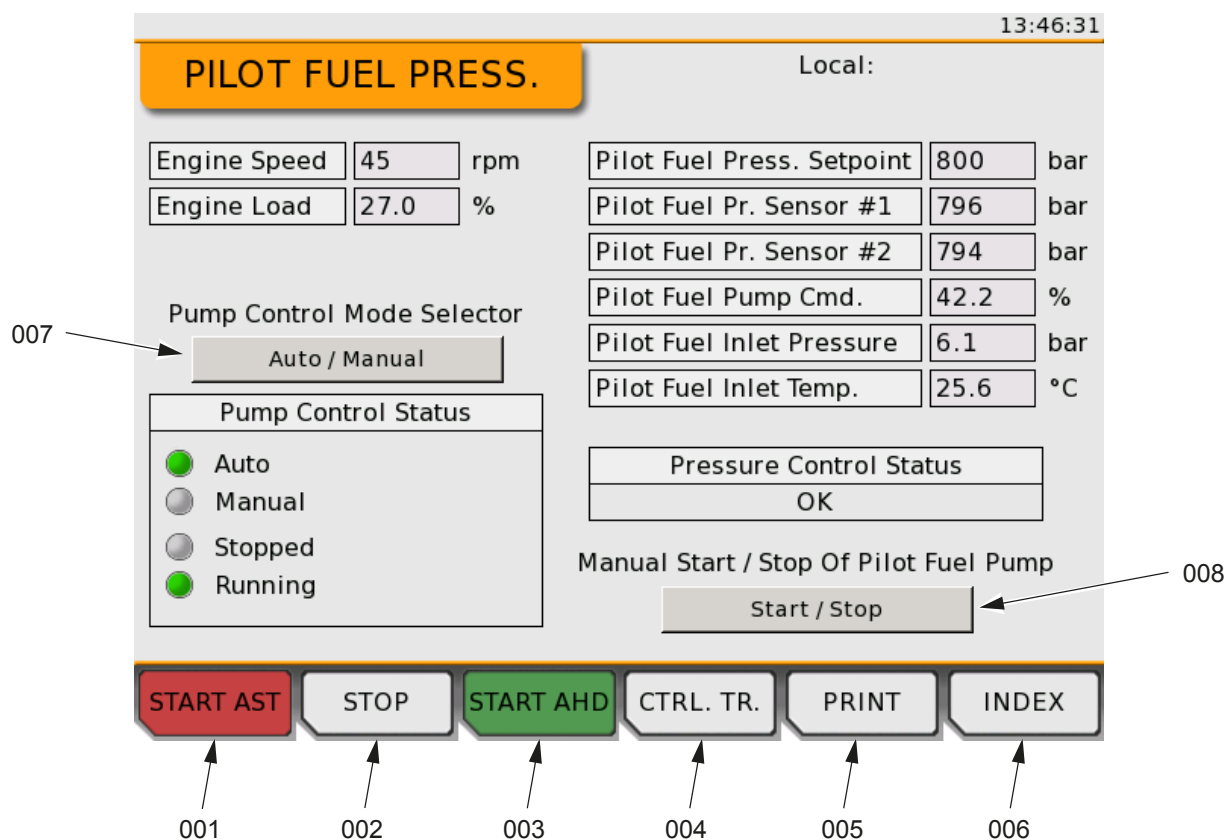 13:46:31
PILOT FUEL PRESS.
Local:
Engine Speed 45 rpm
Engine Load 27.0 %
Pilot Fuel Press. Setpoint 800 bar
Pilot Fuel Pr. Sensor #1 796 bar
Pilot Fuel Pr. Sensor #2 794 bar
Pilot Fuel Pump Cmd. 42.2 %
Pilot Fuel Inlet Pressure 6.1 bar
Pilot Fuel Inlet Temp. 25.6 °C
Pump Control Mode Selector
007
Auto / Manual
Pump Control Status
Auto
Manual
Stopped
Running
Pressure Control Status
OK
Manual Start / Stop Of Pilot Fuel Pump
Start / Stop
008
START AST STOP START AHD CTRL. TR. PRINT INDEX
001 002 003 004 005 006